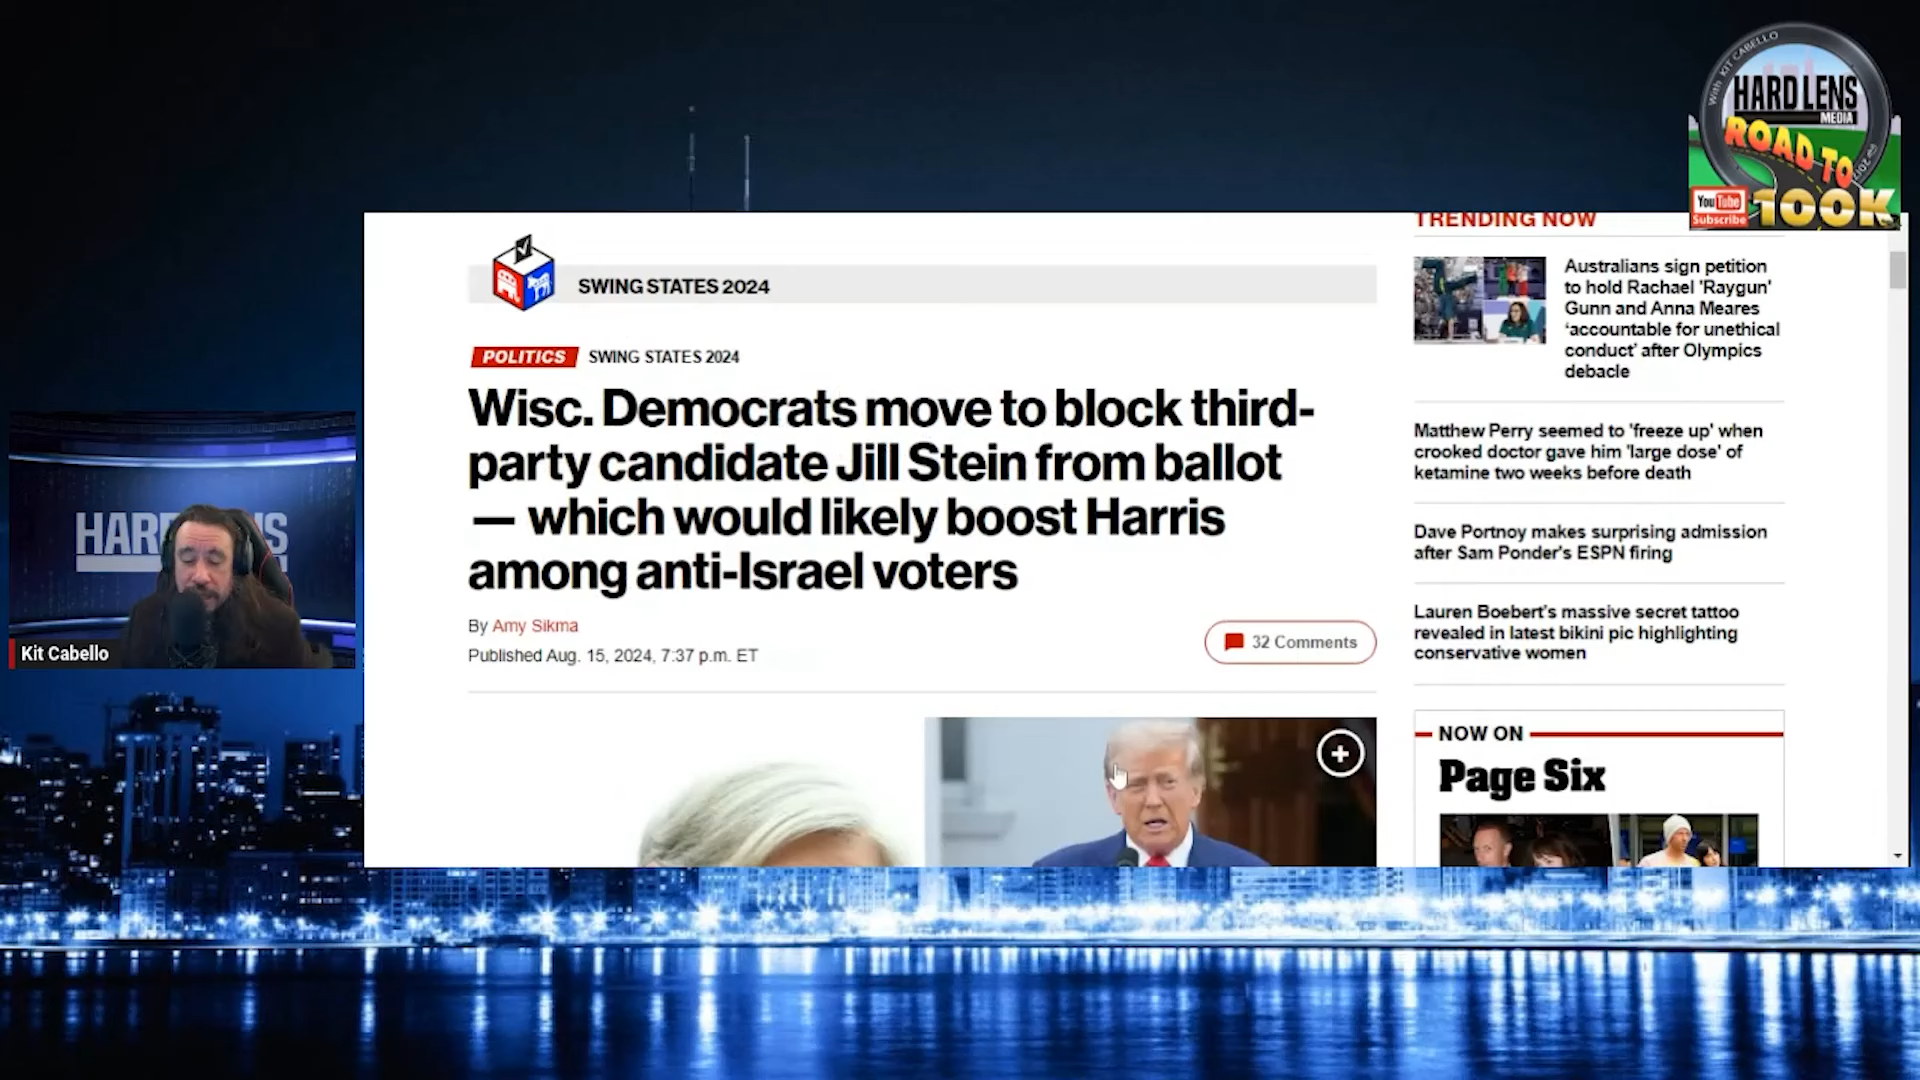 With KIT CABELLO
HARD LENS
MEDIA
ROAD TO
100K
YouTube
Subscribe
TRENDING NOW
SWING STATES 2024
POLITICS SWING STATES 2024
Wisc. Democrats move to block third-
party candidate Jill Stein from ballot
— which would likely boost Harris
among anti-Israel voters
By Amy Sikma
Published Aug. 15, 2024, 7:37 p.m. ET
32 Comments
Australians sign petition
to hold Rachael 'Raygun'
Gunn and Anna Meares
‘accountable for unethical
conduct’ after Olympics
debacle
Matthew Perry seemed to 'freeze up' when
crooked doctor gave him 'large dose' of
ketamine two weeks before death
Dave Portnoy makes surprising admission
after Sam Ponder's ESPN firing
Lauren Boebert's massive secret tattoo
revealed in latest bikini pic highlighting
conservative women
NOW ON
Page Six
Kit Cabello